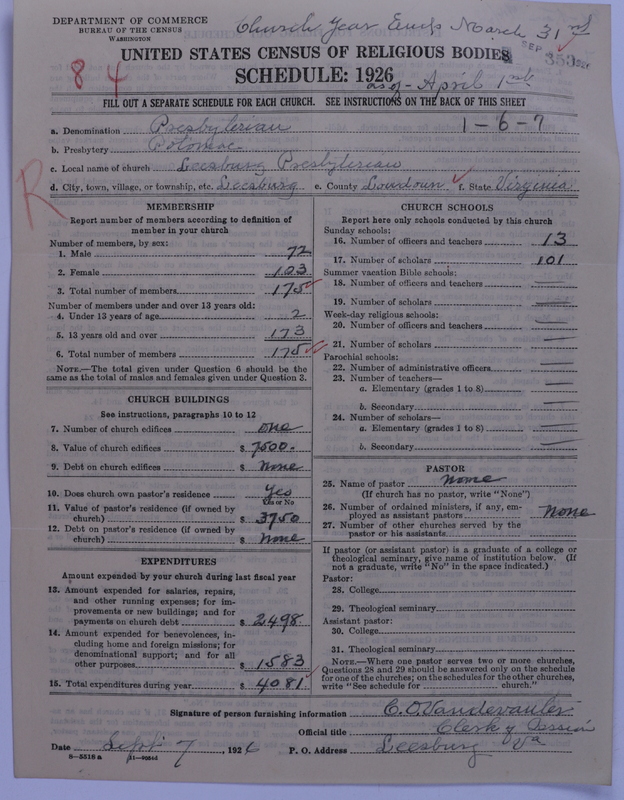 DEPARTMENT OF COMMERCE
BUREAU OF THE CENSUS
WASHINGTON
Church Year Ends March 31
SEP
UNITED STATES CENSUS OF RELIGIOUS BODIES
84
SCHEDULE: 1926
as of April 1st
FILL OUT A SEPARATE SCHEDULE FOR EACH CHURCH. SEE INSTRUCTIONS ON THE BACK OF THIS SHEET
1-6-7
a. Denomination Presbyterian
b. Presbytery Potomac
c. Local name of church Leesburg Presbyterian
R
d. City, town, village, or township, etc. Leesburg e. County Loudoun f. State Virginia
MEMBERSHIP
Report number of members according to definition of
member in your church
Number of members, by sex:
1. Male 72
2. Female 103
3. Total number of members 175
Number of members under and over 13 years old:
4. Under 13 years of age 2
5. 13 years old and over 173
6. Total number of members 175
NOTE.—The total given under Question 6 should be
same as the total of males and females given under Question 3.
CHURCH BUILDINGS
See instructions, paragraphs 10 to 12
7. Number of church edifices one
8. Value of church edifices $ 7500.
9. Debt on church edifices $ None
10. Does church own pastor's residence Yes
Yes or No
11. Value of pastor's residence (if owned by
church) $ 3750
12. Debt on pastor's residence (if owned by
church) $ None
EXPENDITURES
Amount expended by your church during last fiscal year
13. Amount expended for salaries, repairs,
and other running expenses; for im-
provements or new buildings; and for
payments on church debt $ 2498
14. Amount expended for benevolences, in-
cluding home and foreign missions; for
denominational support; and for all
other purposes $ 1583
15. Total expenditures during year $ 4081
CHURCH SCHOOLS
Report here only schools conducted by this church
Sunday schools:
16. Number of officers and teachers 13
17. Number of scholars 101
Summer vacation Bible schools:
18. Number of officers and teachers —
19. Number of scholars —
Week-day religious schools:
20. Number of officers and teachers —
21. Number of scholars —
Parochial schools:
22. Number of administrative officers —
23. Number of teachers—
a. Elementary (grades 1 to 8) —
b. Secondary —
24. Number of scholars—
a. Elementary (grades 1 to 8) —
b. Secondary —
PASTOR
25. Name of pastor None
(If church has no pastor, write "None")
26. Number of ordained ministers, if any, em-
ployed as assistant pastors None
27. Number of other churches served by the
pastor or his assistants
If pastor (or assistant pastor) is a graduate of a college or
theological seminary, give name of institution below. (If
not a graduate, write "No" in the space indicated.)
Pastor:
28. College
29. Theological seminary
Assistant pastor:
30. College
31. Theological seminary
NOTE.—Where one pastor serves two or more churches,
Questions 28 and 29 should be answered only on the schedule
for one of the churches; on the schedules for the other churches,
write "See schedule for church."
Signature of person furnishing information E. O. Vandevanter
Official title Clerk of Session
Date Sept 7, 1926 P. O. Address Leesburg Va
8—5518 a